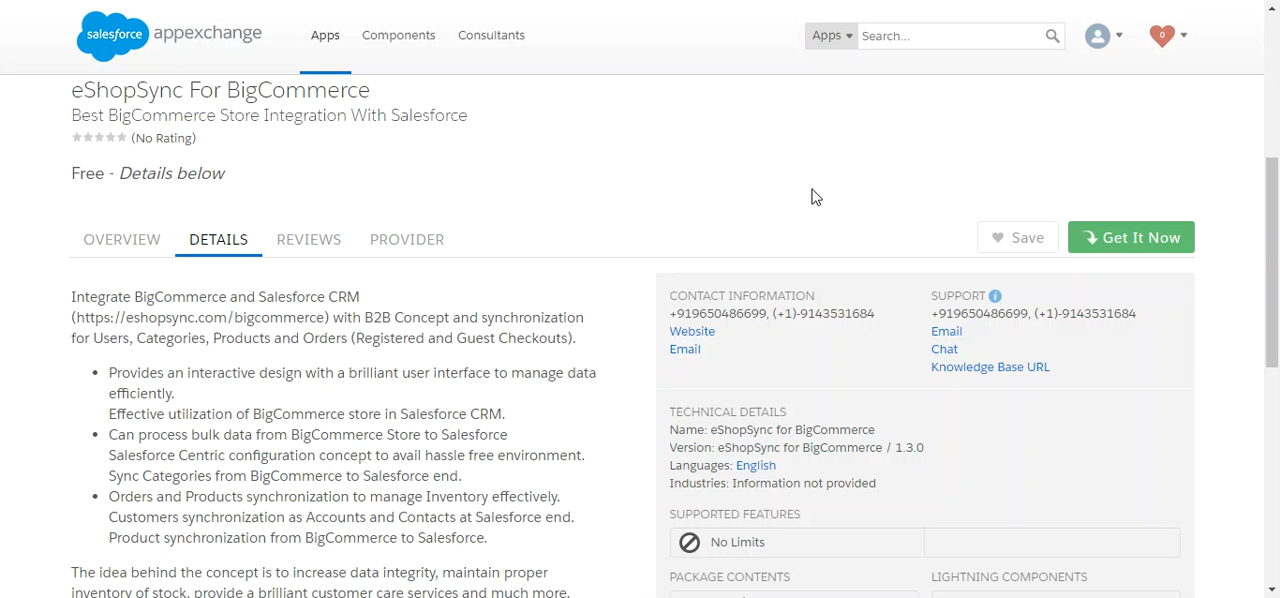 salesforce appexchange Apps Components Consultants Apps Search... 0
eShopSync For BigCommerce
Best BigCommerce Store Integration With Salesforce
(No Rating)
Free - Details below
OVERVIEW DETAILS REVIEWS PROVIDER Save Get It Now
Integrate BigCommerce and Salesforce CRM
(https://eshopsync.com/bigcommerce) with B2B Concept and synchronization
for Users, Categories, Products and Orders (Registered and Guest Checkouts).
• Provides an interactive design with a brilliant user interface to manage data
efficiently.
Effective utilization of BigCommerce store in Salesforce CRM.
• Can process bulk data from BigCommerce Store to Salesforce
Salesforce Centric configuration concept to avail hassle free environment.
Sync Categories from BigCommerce to Salesforce end.
• Orders and Products synchronization to manage Inventory effectively.
Customers synchronization as Accounts and Contacts at Salesforce end.
Product synchronization from BigCommerce to Salesforce.
The idea behind the concept is to increase data integrity, maintain proper
inventory of stock, provide a brilliant customer care services and much more.
CONTACT INFORMATION
+919650486699, (+1)-9143531684
Website
Email
SUPPORT i
+919650486699, (+1)-9143531684
Email
Chat
Knowledge Base URL
TECHNICAL DETAILS
Name: eShopSync for BigCommerce
Version: eShopSync for BigCommerce / 1.3.0
Languages: English
Industries: Information not provided
SUPPORTED FEATURES
No Limits
PACKAGE CONTENTS LIGHTNING COMPONENTS